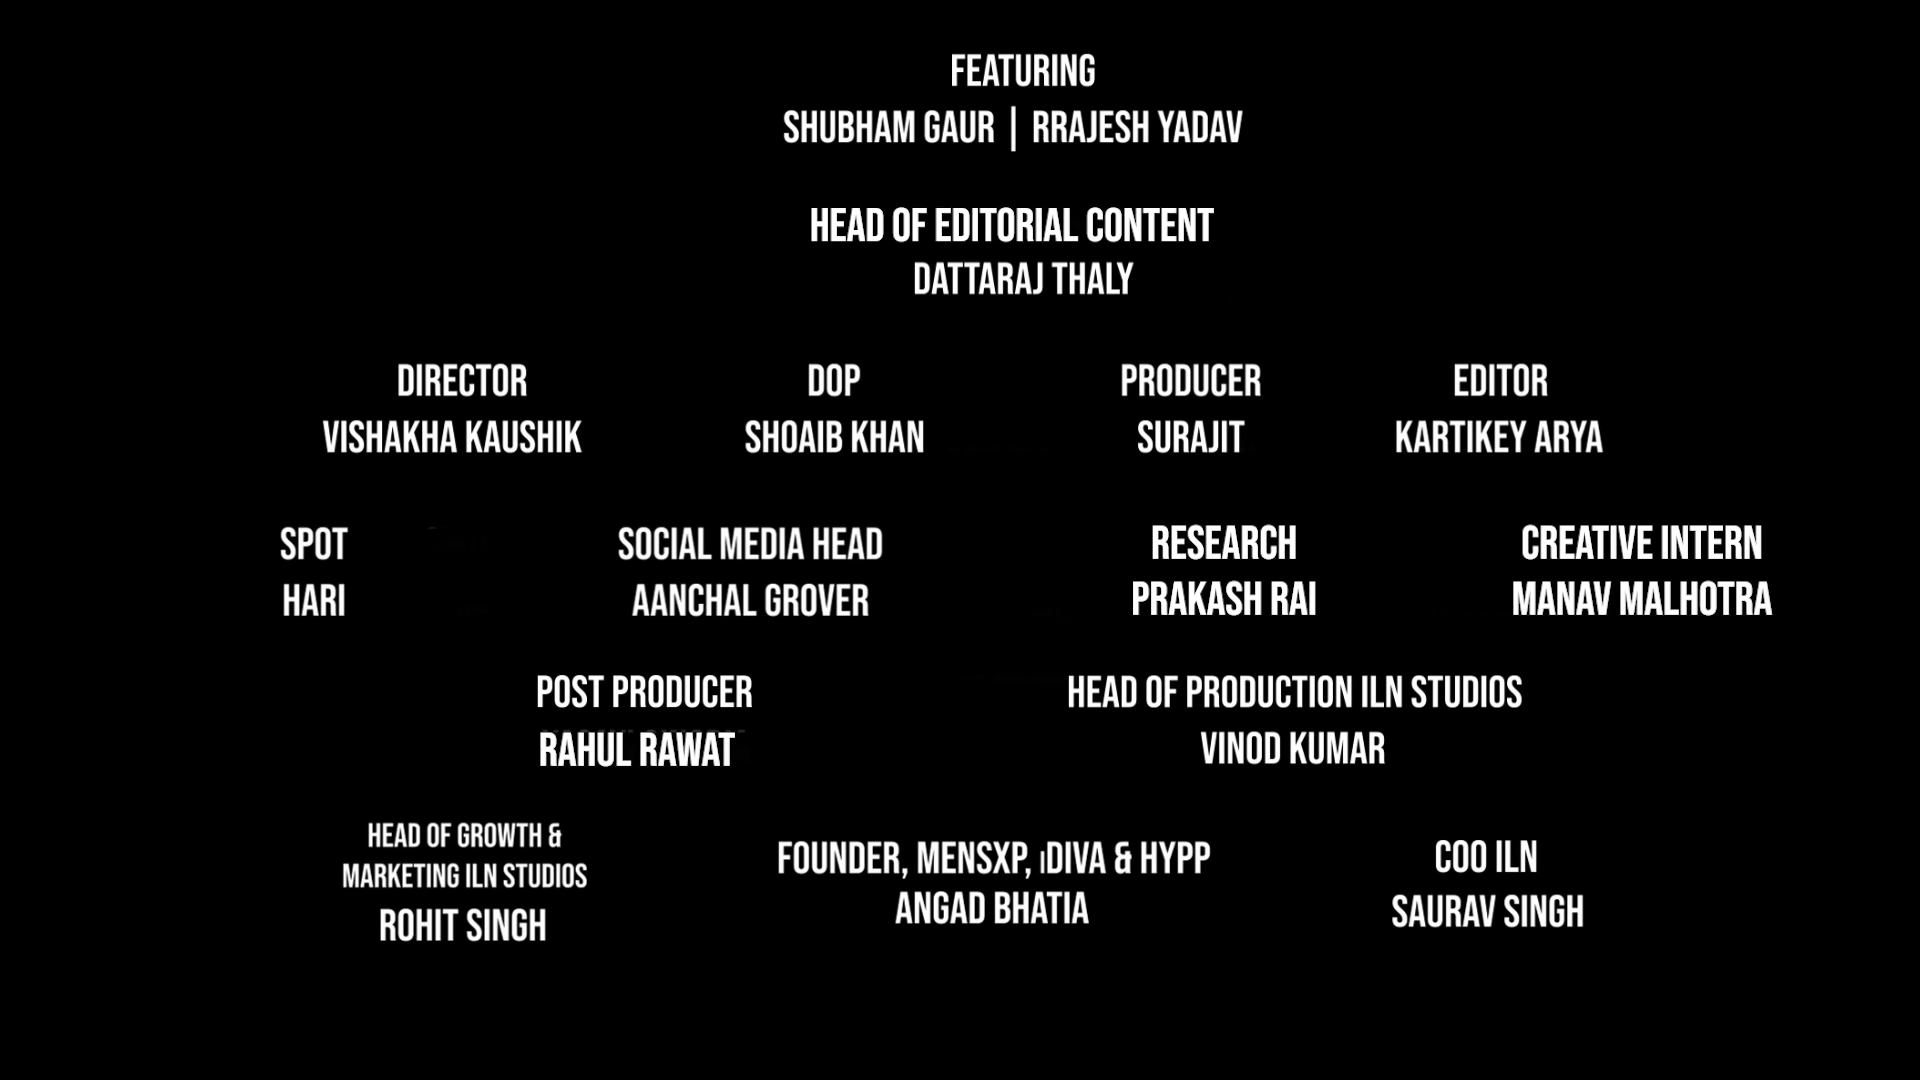 FEATURING
SHUBHAM GAUR | RRAJESH YADAV
HEAD OF EDITORIAL CONTENT
DATTARAJ THALY
DIRECTOR DOP PRODUCER EDITOR
VISHAKHA KAUSHIK SHOAIB KHAN SURAJIT KARTIKEY ARYA
SPOT SOCIAL MEDIA HEAD RESEARCH CREATIVE INTERN
HARI AANCHAL GROVER PRAKASH RAI MANAV MALHOTRA
POST PRODUCER HEAD OF PRODUCTION ILN STUDIOS
RAHUL RAWAT VINOD KUMAR
HEAD OF GROWTH &
MARKETING ILN STUDIOS
ROHIT SINGH
FOUNDER, MENSXP, iDIVA & HYPP
ANGAD BHATIA
COO ILN
SAURAV SINGH